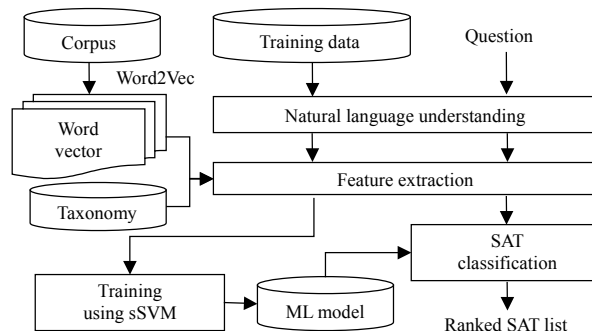 Corpus
Training data
Question
Word2Vec
Natural language understanding
Word
vector
Feature extraction
Taxonomy
SAT
classification
Training
using sSVM
ML model
Ranked SAT list